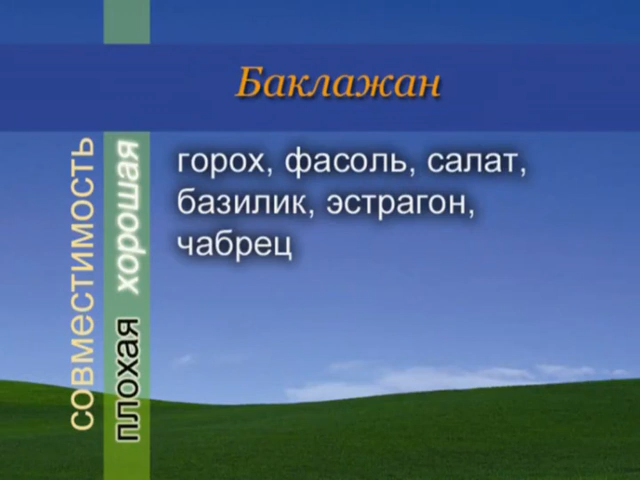 Баклажан
совместимость
хорошая
горох, фасоль, салат,
базилик, эстрагон,
чабрец
плохая